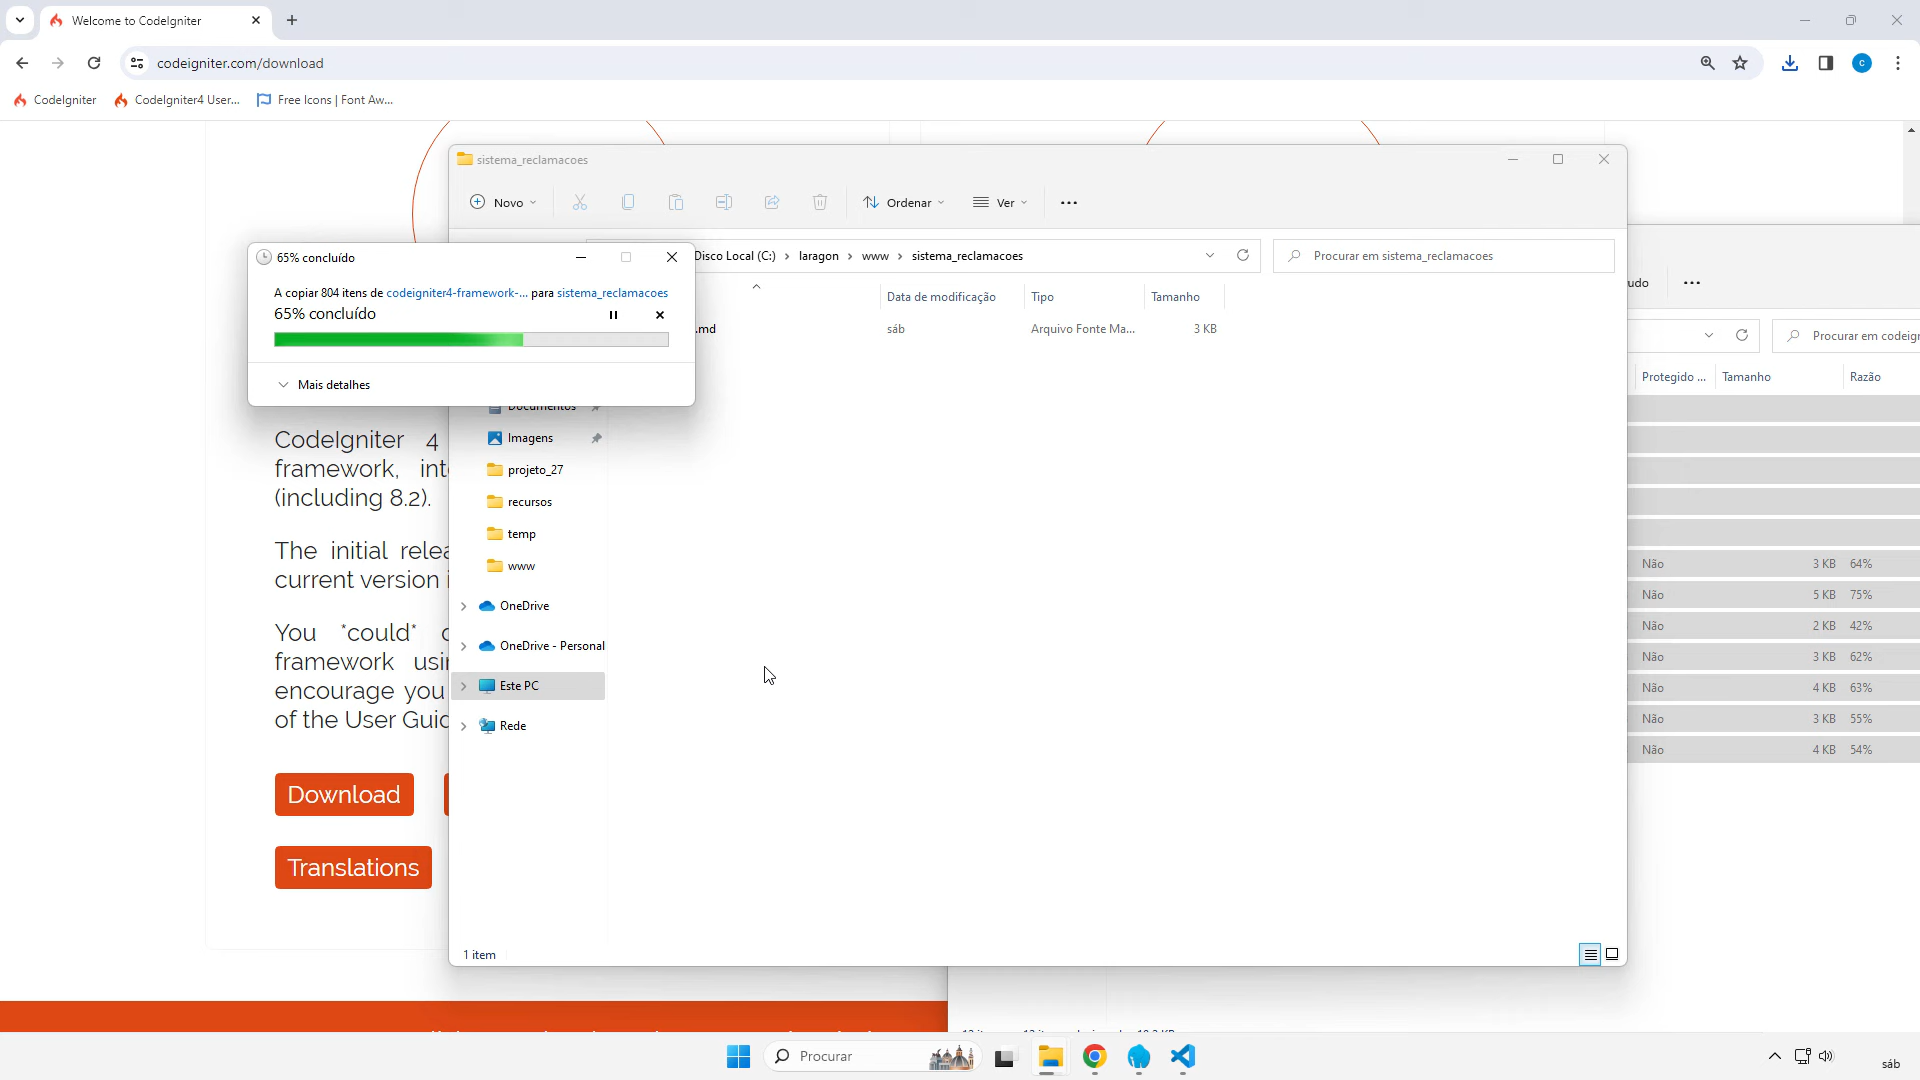 Welcome to CodeIgniter
codeigniter.com/download
CodeIgniter
CodeIgniter4 User...
Free Icons | Font Aw...
sistema_reclamacoes
Novo
Ordenar
Ver
65% concluído
Disco Local (C:) › laragon › www › sistema_reclamacoes
Procurar em sistema_reclamacoes
A copiar 804 itens de codeigniter4-framework-... para sistema_reclamacoes
65% concluído
Mais detalhes
Data de modificação
Tipo
Tamanho
.md
sáb
Arquivo Fonte Ma...
3 KB
Documentos
Imagens
projeto_27
recursos
temp
www
OneDrive
OneDrive - Personal
Este PC
Rede
1 item
udo
Procurar em codeig
Protegido ...
Tamanho
Razão
Não 3 KB 64%
Não 5 KB 75%
Não 2 KB 42%
Não 3 KB 62%
Não 4 KB 63%
Não 3 KB 55%
Não 4 KB 54%
CodeIgniter 4
framework, int
(including 8.2).
The initial relea
current version i
You *could*
framework usi
encourage you
of the User Guid
Download
Translations
Procurar
sáb